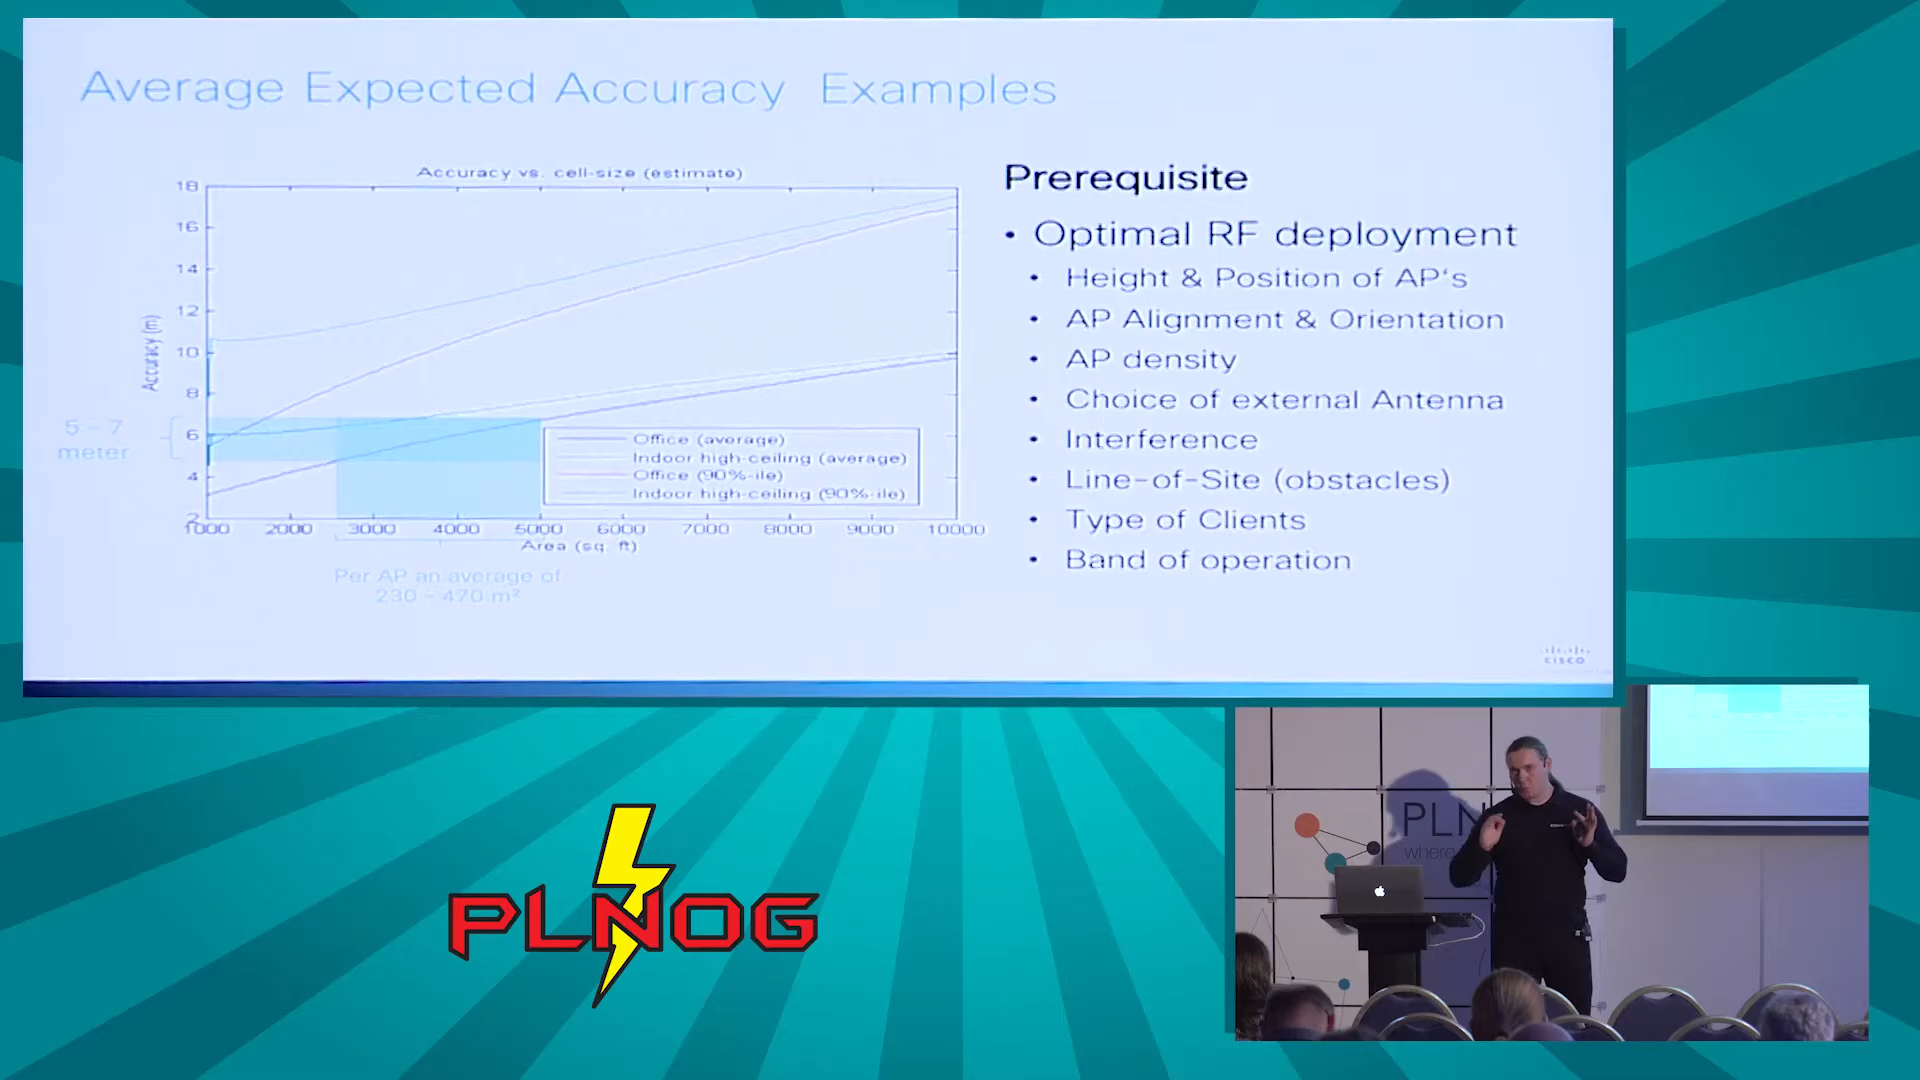 Average Expected Accuracy Examples
Accuracy vs. cell-size (estimate)
18
16
14
12
10
8
6
4
2
Accuracy (m)
5 - 7
meter
Office (average)
Indoor high-ceiling (average)
Office (90%-ile)
Indoor high-ceiling (90%-ile)
1000 2000 3000 4000 5000 6000 7000 8000 9000 10000
Area (sq. ft)
Per AP an average of
230 - 470 m²
Prerequisite
• Optimal RF deployment
• Height & Position of AP's
• AP Alignment & Orientation
• AP density
• Choice of external Antenna
• Interference
• Line-of-Site (obstacles)
• Type of Clients
• Band of operation
CISCO
PLNOG
PLN
where